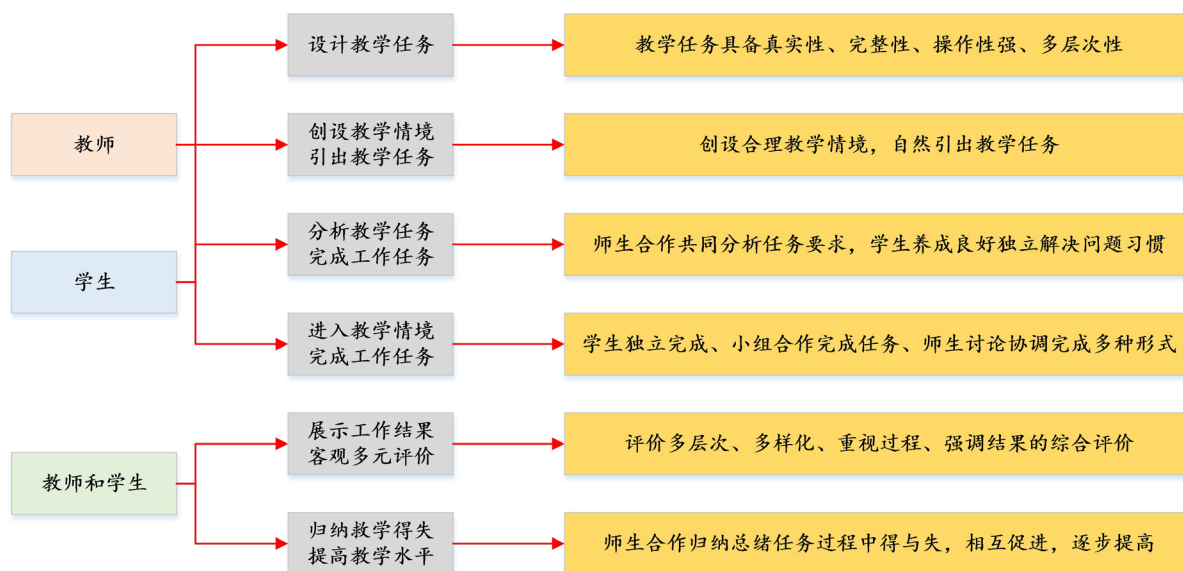 设计教学任务
教学任务具备真实性、完整性、操作性强、多层次性
教师
创设教学情境
引出教学任务
创设合理教学情境，自然引出教学任务
分析教学任务
完成工作任务
师生合作共同分析任务要求，学生养成良好独立解决问题习惯
学生
进入教学情境
完成工作任务
学生独立完成、小组合作完成任务、师生讨论协调完成多种形式
展示工作结果
客观多元评价
评价多层次、多样化、重视过程、强调结果的综合评价
教师和学生
归纳救学得失
提高教学水平
师生合作归纳总绪任务过程中得与失，相互促进，逐步提高